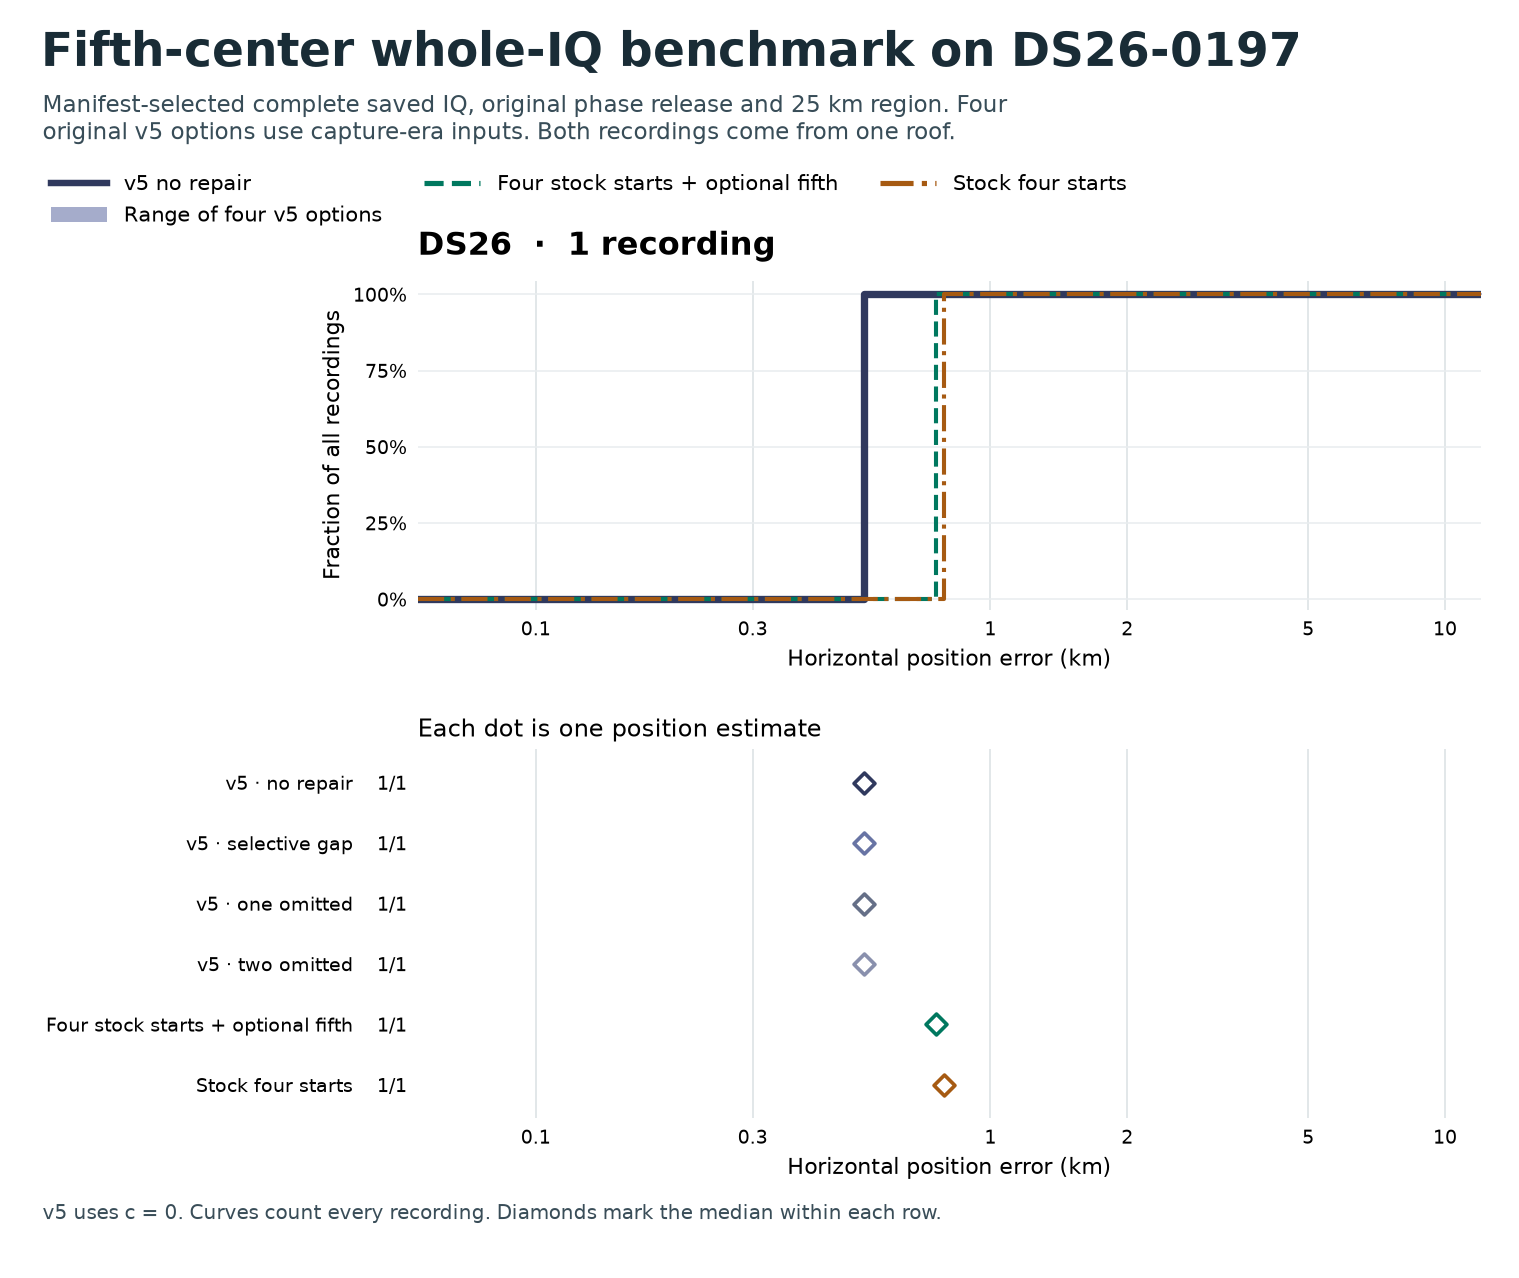 Fifth-center whole-IQ benchmark on DS26-0197
Manifest-selected complete saved IQ, original phase release and 25 km region. Four
original v5 options use capture-era inputs. Both recordings come from one roof.
v5 no repair
Four stock starts + optional fifth
Stock four starts
Range of four v5 options
DS26 · 1 recording
Fraction of all recordings
100%
75%
50%
25%
0%
0.1 0.3 1 2 5 10
Horizontal position error (km)
Each dot is one position estimate
v5 · no repair 1/1
v5 · selective gap 1/1
v5 · one omitted 1/1
v5 · two omitted 1/1
Four stock starts + optional fifth 1/1
Stock four starts 1/1
0.1 0.3 1 2 5 10
Horizontal position error (km)
v5 uses c = 0. Curves count every recording. Diamonds mark the median within each row.